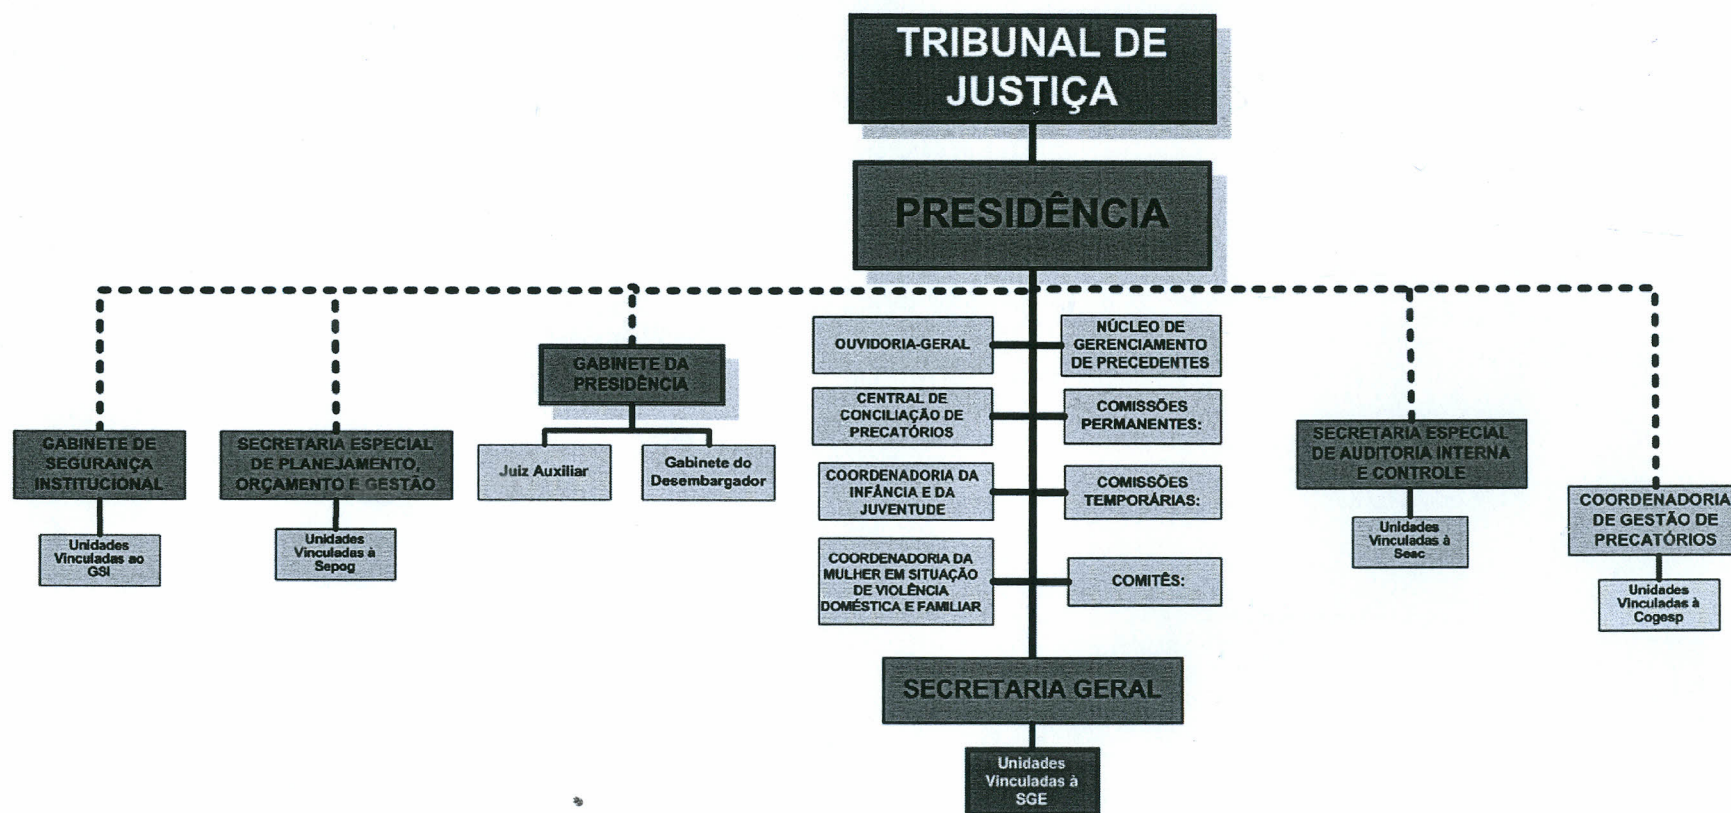 TRIBUNAL DE
JUSTIÇA
PRESIDÊNCIA
OUVIDORIA-GERAL
NÚCLEO DE
GERENCIAMENTO
DE PRECEDENTES
GABINETE DA
PRESIDÊNCIA
CENTRAL DE
CONCILIAÇÃO DE
PRECATÓRIOS
COMISSÕES
PERMANENTES:
GABINETE DE
SEGURANÇA
INSTITUCIONAL
SECRETARIA ESPECIAL
DE PLANEJAMENTO,
ORÇAMENTO E GESTÃO
Juiz Auxiliar
Gabinete do
Desembargador
COORDENADORIA DA
INFÂNCIA E DA
JUVENTUDE
COMISSÕES
TEMPORÁRIAS:
SECRETARIA ESPECIAL
DE AUDITORIA INTERNA
E CONTROLE
COORDENADORIA
DE GESTÃO DE
PRECATÓRIOS
Unidades
Vinculadas ao
GSI
Unidades
Vinculadas à
Sepog
COORDENADORIA DA
MULHER EM SITUAÇÃO
DE VIOLÊNCIA
DOMÉSTICA E FAMILIAR
COMITÊS:
Unidades
Vinculadas à
Seac
Unidades
Vinculadas à
Cogesp
SECRETARIA GERAL
Unidades
Vinculadas à
SGE